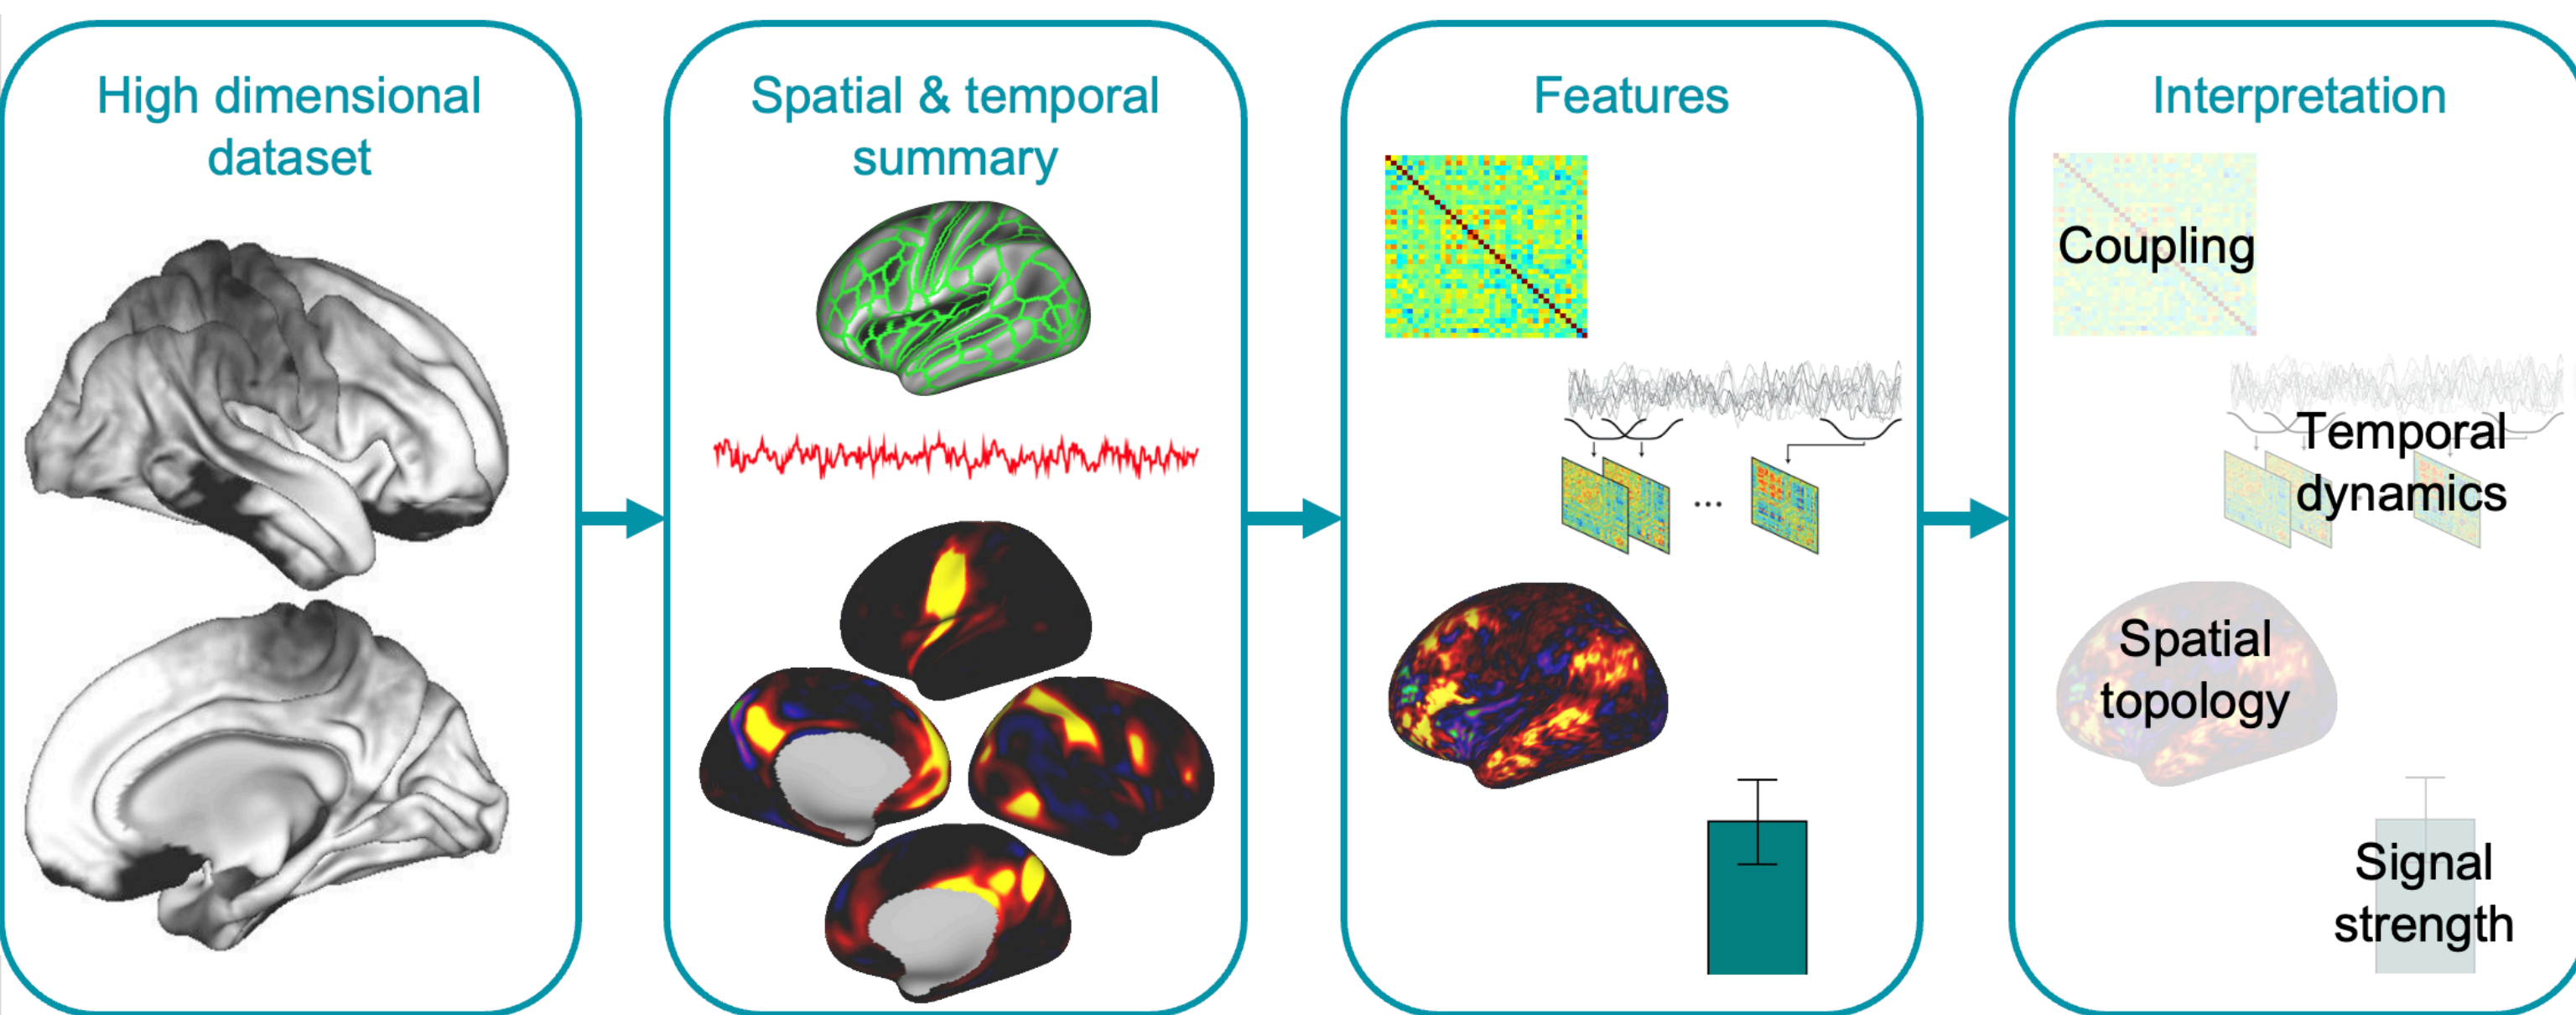 High dimensional
dataset
Spatial & temporal
summary
Features
...
Interpretation
Coupling
Temporal
dynamics
Spatial
topology
Signal
strength